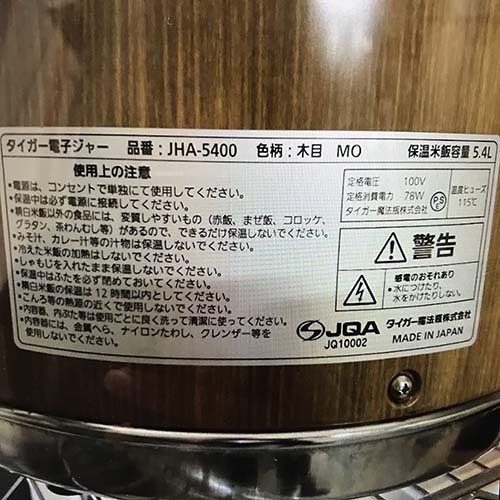 タイガー電子ジャー 品番：JHA-5400 色柄：木目 MO 保温米飯容量 5.4L
使用上の注意
•電源は、コンセントで単独にて使用してください。
•保温中は必ず電源に接続してください。
•精白米飯以外の食品には、変質しやすいもの（赤飯、まぜ飯、コロッケ、
グラタン、茶わんむし等）があるので、できるだけ保温しないでください。
•みそ汁、カレー汁等の汁物は保温しないでください。
•冷えた米飯の加熱はしないでください。
•しゃもじを入れたまま保温しないでください。
•保温中はふたを必ず閉めておいてください。
•精白米飯の保温は12時間以内としてください。
•こんろ等の熱源の近くで使用しないでください。
•内容器、内ぶた等は使用ごとに良く洗って清潔に使ってください。
•内容器には、金属へら、ナイロンたわし、クレンザー等を
使用しないでください。
定格電圧 100V
定格消費電力 78W
タイガー魔法瓶株式会社
PS
E
温度ヒューズ
115℃
警告
感電のおそれあり
•水につけたり、
水をかけたりしない。
JQA
JQ10002
タイガー魔法瓶株式会社
MADE IN JAPAN